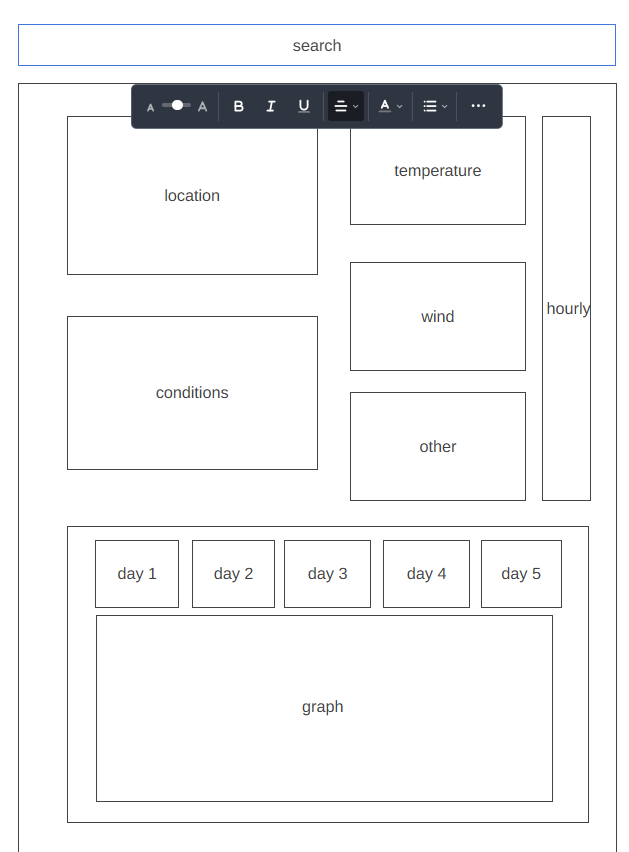 search
A A B I U A
location
temperature
hourly
wind
conditions
other
day 1 day 2 day 3 day 4 day 5
graph